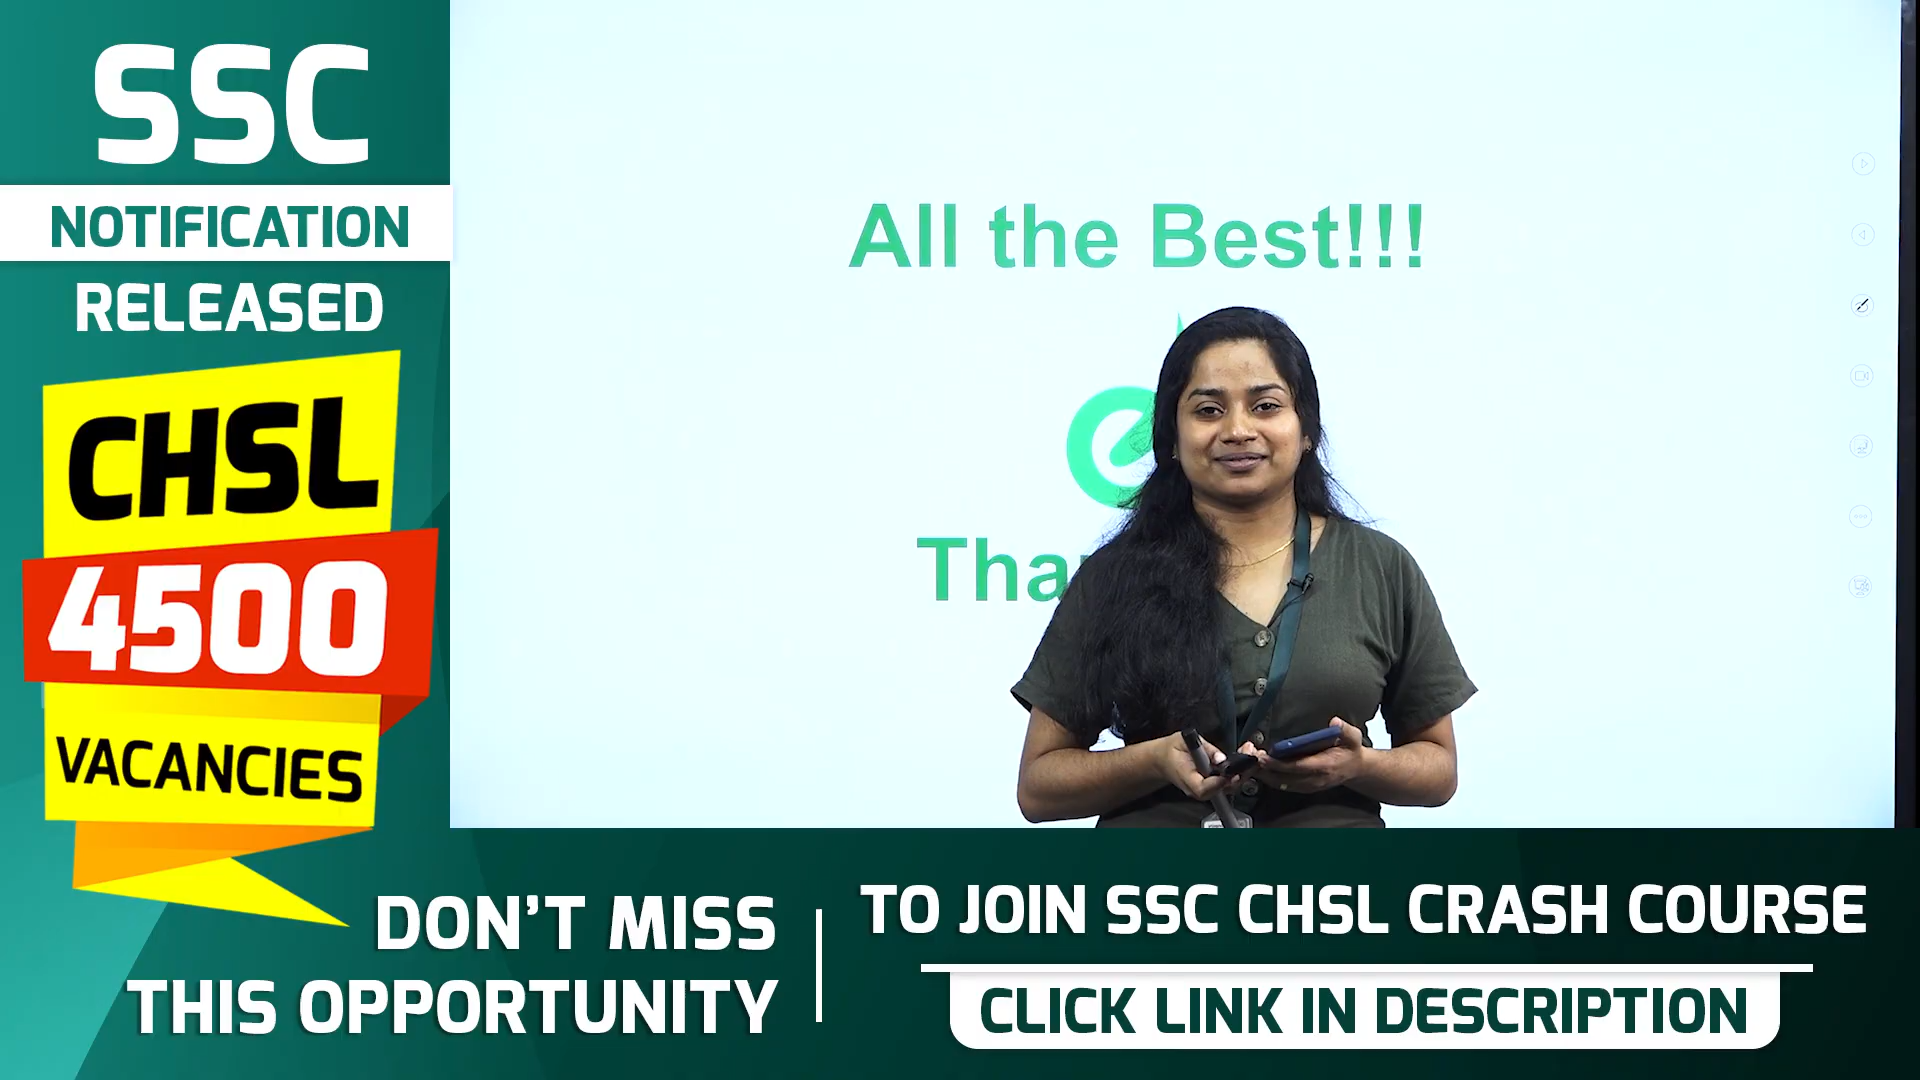 SSC
NOTIFICATION
RELEASED
CHSL
4500
VACANCIES
All the Best!!!
DON'T MISS
THIS OPPORTUNITY
TO JOIN SSC CHSL CRASH COURSE
CLICK LINK IN DESCRIPTION